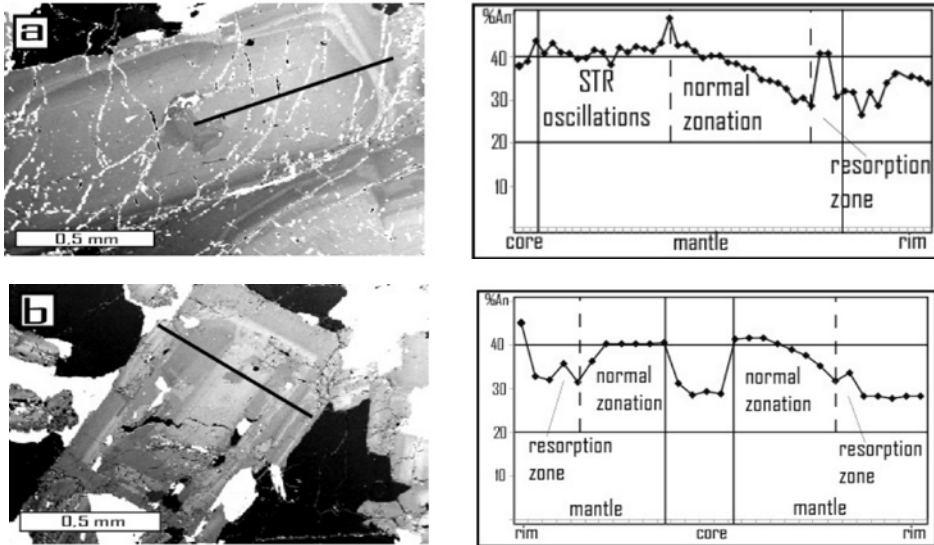 a
0.5 mm
%An
40
30
20
10
STR
oscillations
normal
zonation
resorption
zone
core
mantle
rim
b
0.5 mm
%An
40
30
20
10
normal
zonation
normal
zonation
resorption
zone
resorption
zone
mantle
mantle
rim
core
rim